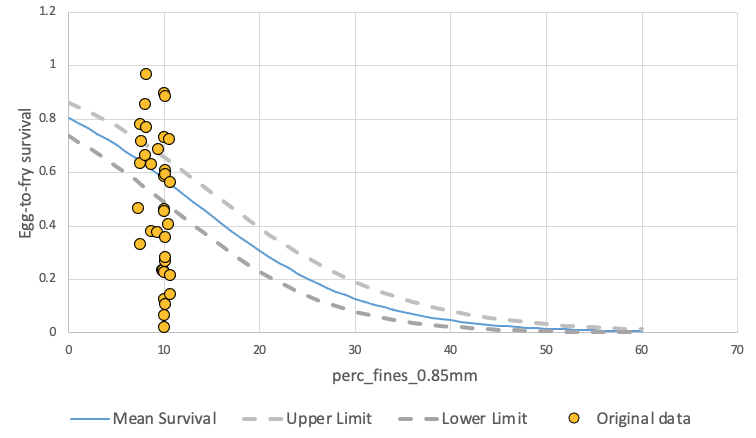 1.2
1
0.8
0.6
0.4
0.2
0
Egg-to-fry survival
0 10 20 30 40 50 60 70
perc_fines_0.85mm
Mean Survival Upper Limit Lower Limit Original data